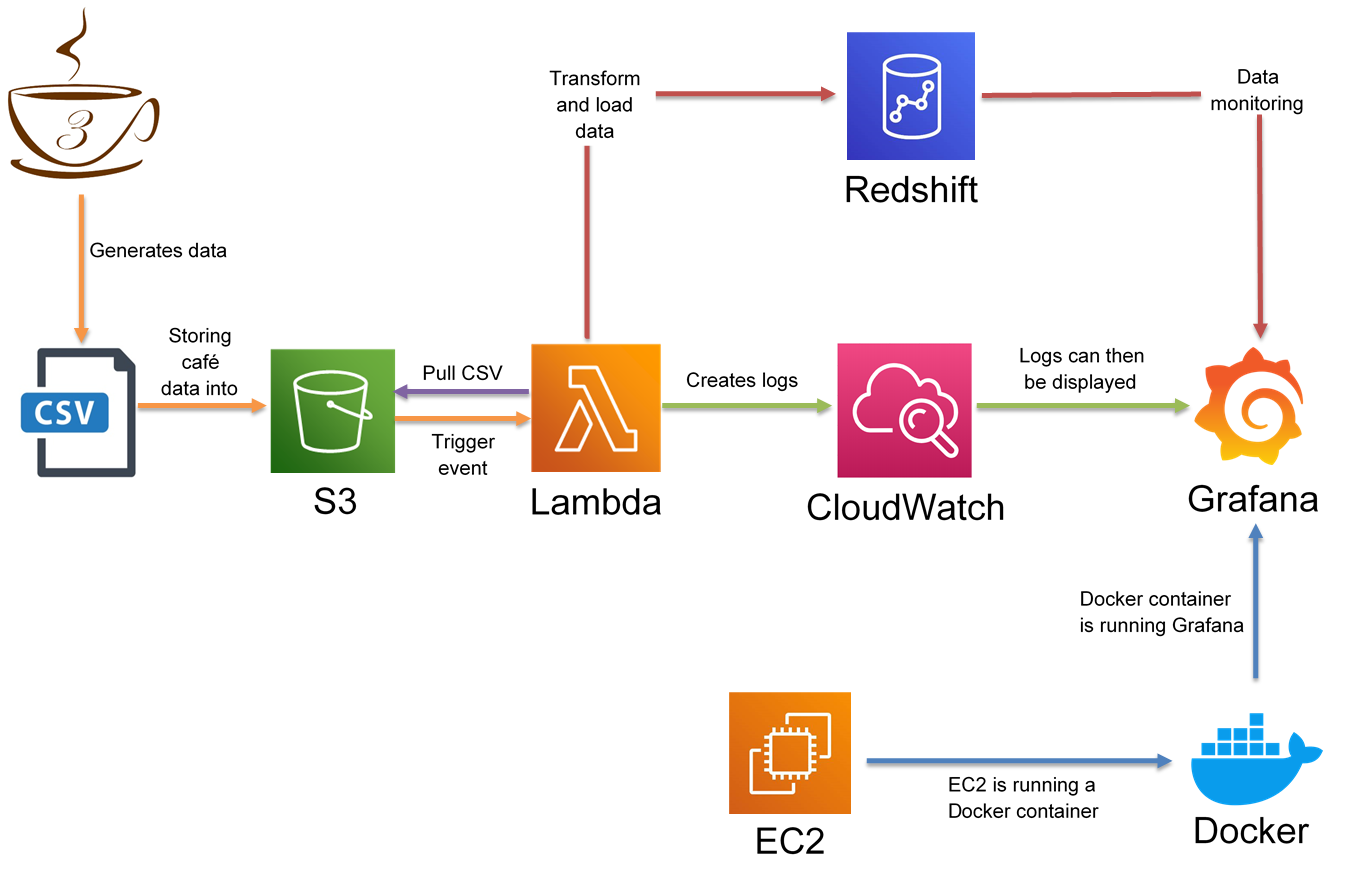 3
Generates data
CSV
Storing
café
data into
S3
Pull CSV
Trigger
event
Lambda
Transform
and load
data
Redshift
Data
monitoring
Creates logs
CloudWatch
Logs can then
be displayed
Grafana
Docker container
is running Grafana
EC2
EC2 is running a
Docker container
Docker